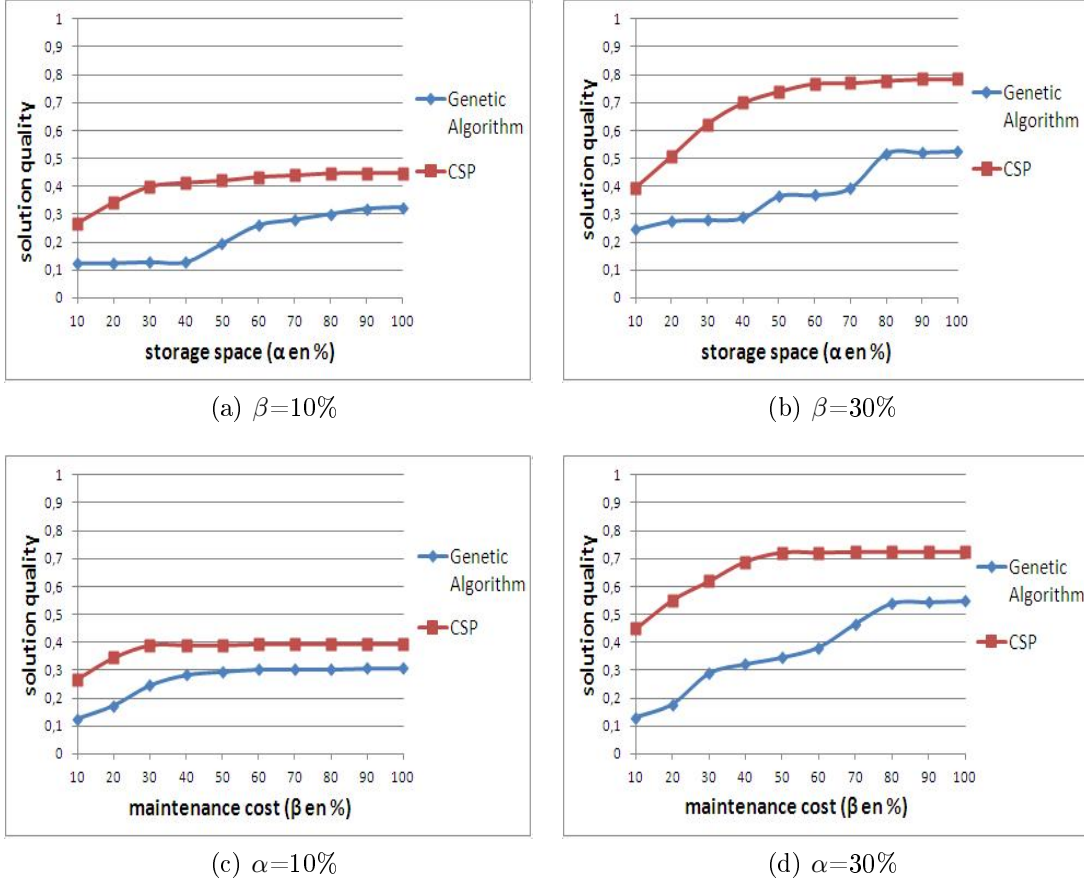 solution quality
1
0,9
0,8
0,7
0,6
0,5
0,4
0,3
0,2
0,1
0
10 20 30 40 50 60 70 80 90 100
storage space (α en %)
Genetic
Algorithm
CSP
(a) β=10%
solution quality
1
0,9
0,8
0,7
0,6
0,5
0,4
0,3
0,2
0,1
0
10 20 30 40 50 60 70 80 90 100
storage space (α en %)
Genetic
Algorithm
CSP
(b) β=30%
solution quality
1
0,9
0,8
0,7
0,6
0,5
0,4
0,3
0,2
0,1
0
10 20 30 40 50 60 70 80 90 100
maintenance cost (β en %)
Genetic
Algorithm
CSP
(c) α=10%
solution quality
1
0,9
0,8
0,7
0,6
0,5
0,4
0,3
0,2
0,1
0
10 20 30 40 50 60 70 80 90 100
maintenance cost (β en %)
Genetic
Algorithm
CSP
(d) α=30%